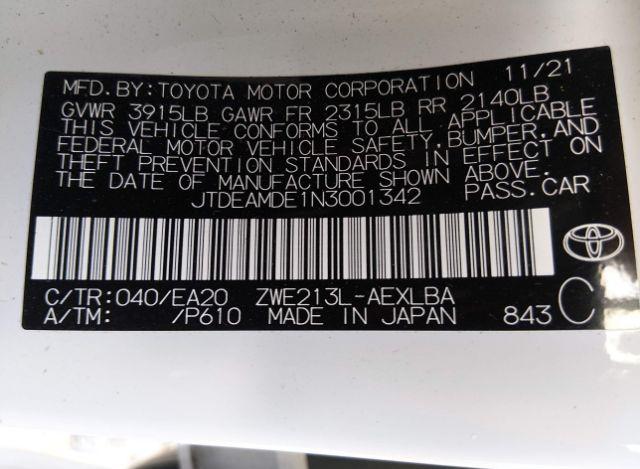 MFD.BY:TOYOTA MOTOR CORPORATION 11/21
GVWR 3915LB GAWR FR 2315LB RR 2140LB
THIS VEHICLE CONFORMS TO ALL APPLICABLE
FEDERAL MOTOR VEHICLE SAFETY,BUMPER,AND
THEFT PREVENTION STANDARDS IN EFFECT ON
THE DATE OF MANUFACTURE SHOWN ABOVE.
JTDEAMDE1N3001342 PASS.CAR
C/TR:040/EA20 ZWE213L-AEXLBA
A/TM: /P610 MADE IN JAPAN 843 C